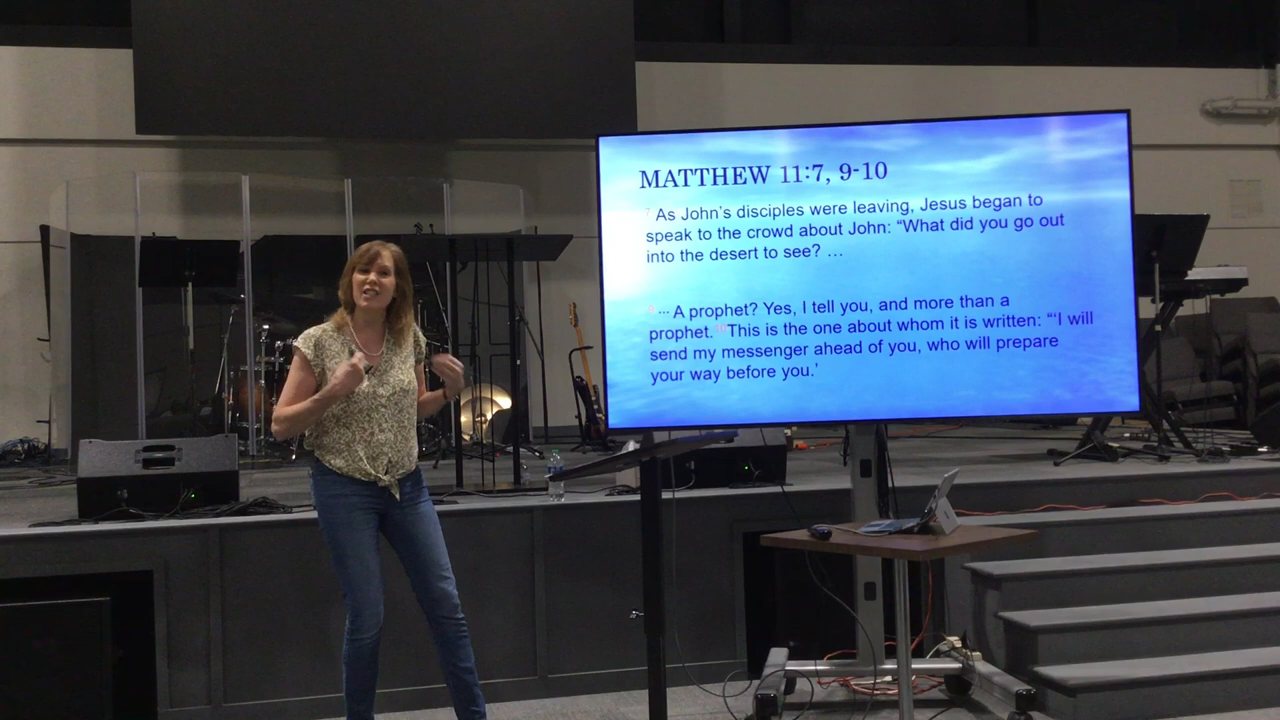 MATTHEW 11:7, 9-10
7 As John’s disciples were leaving, Jesus began to
speak to the crowd about John: “What did you go out
into the desert to see? …
9 … A prophet? Yes, I tell you, and more than a
prophet. 10 This is the one about whom it is written: “‘I will
send my messenger ahead of you, who will prepare
your way before you.’